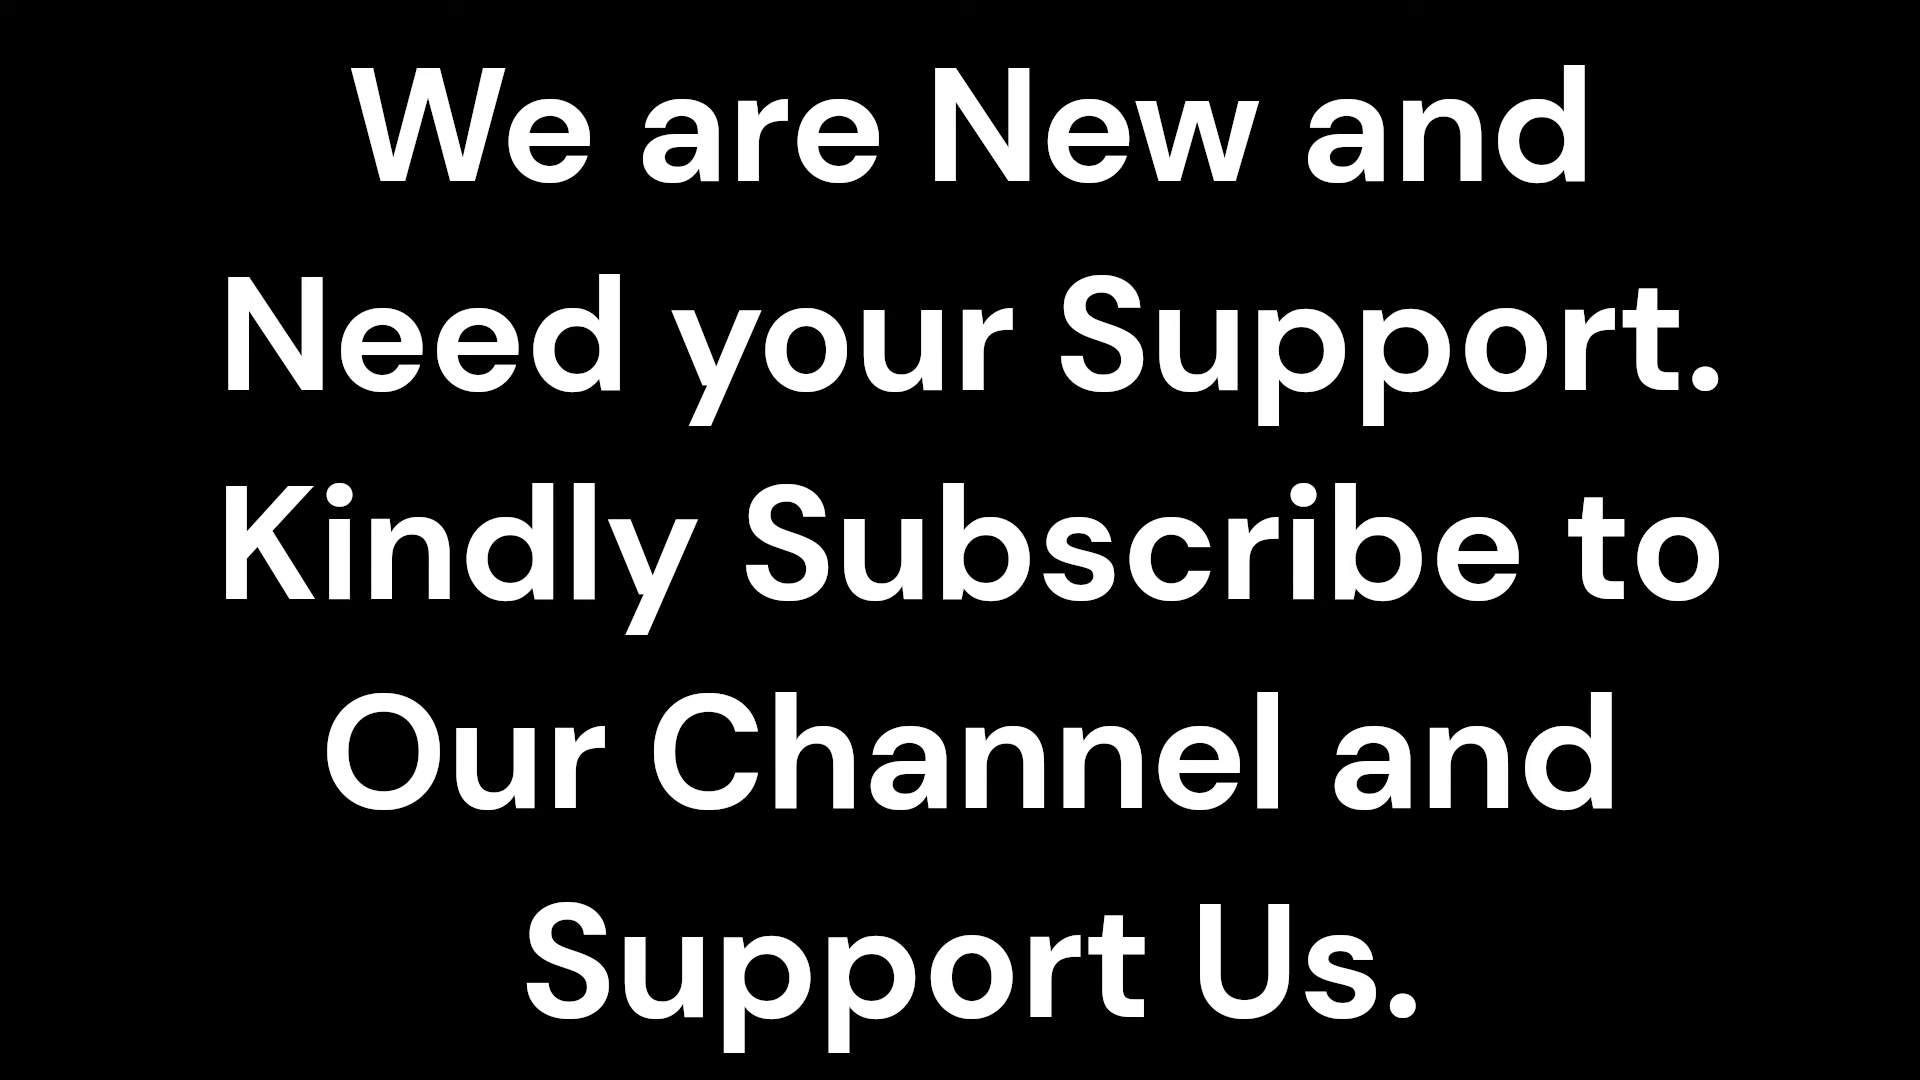 We are New and
Need your Support.
Kindly Subscribe to
Our Channel and
Support Us.